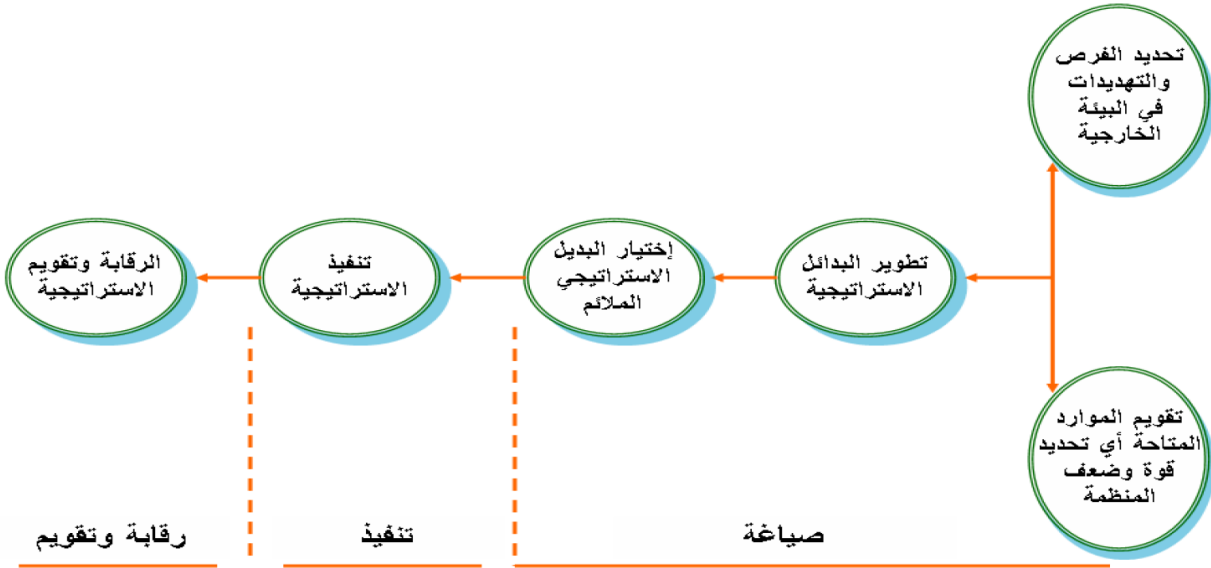 تحديد الفرص
والتهديدات
في البيئة
الخارجية
تقويم الموارد
المتاحة أي تحديد
قوة وضعف
المنظمة
تطوير البدائل
الاستراتيجية
إختيار البديل
الاستراتيجي
الملائم
تنفيذ
الاستراتيجية
الرقابة وتقويم
الاستراتيجية
صياغة
تنفيذ
رقابة وتقويم